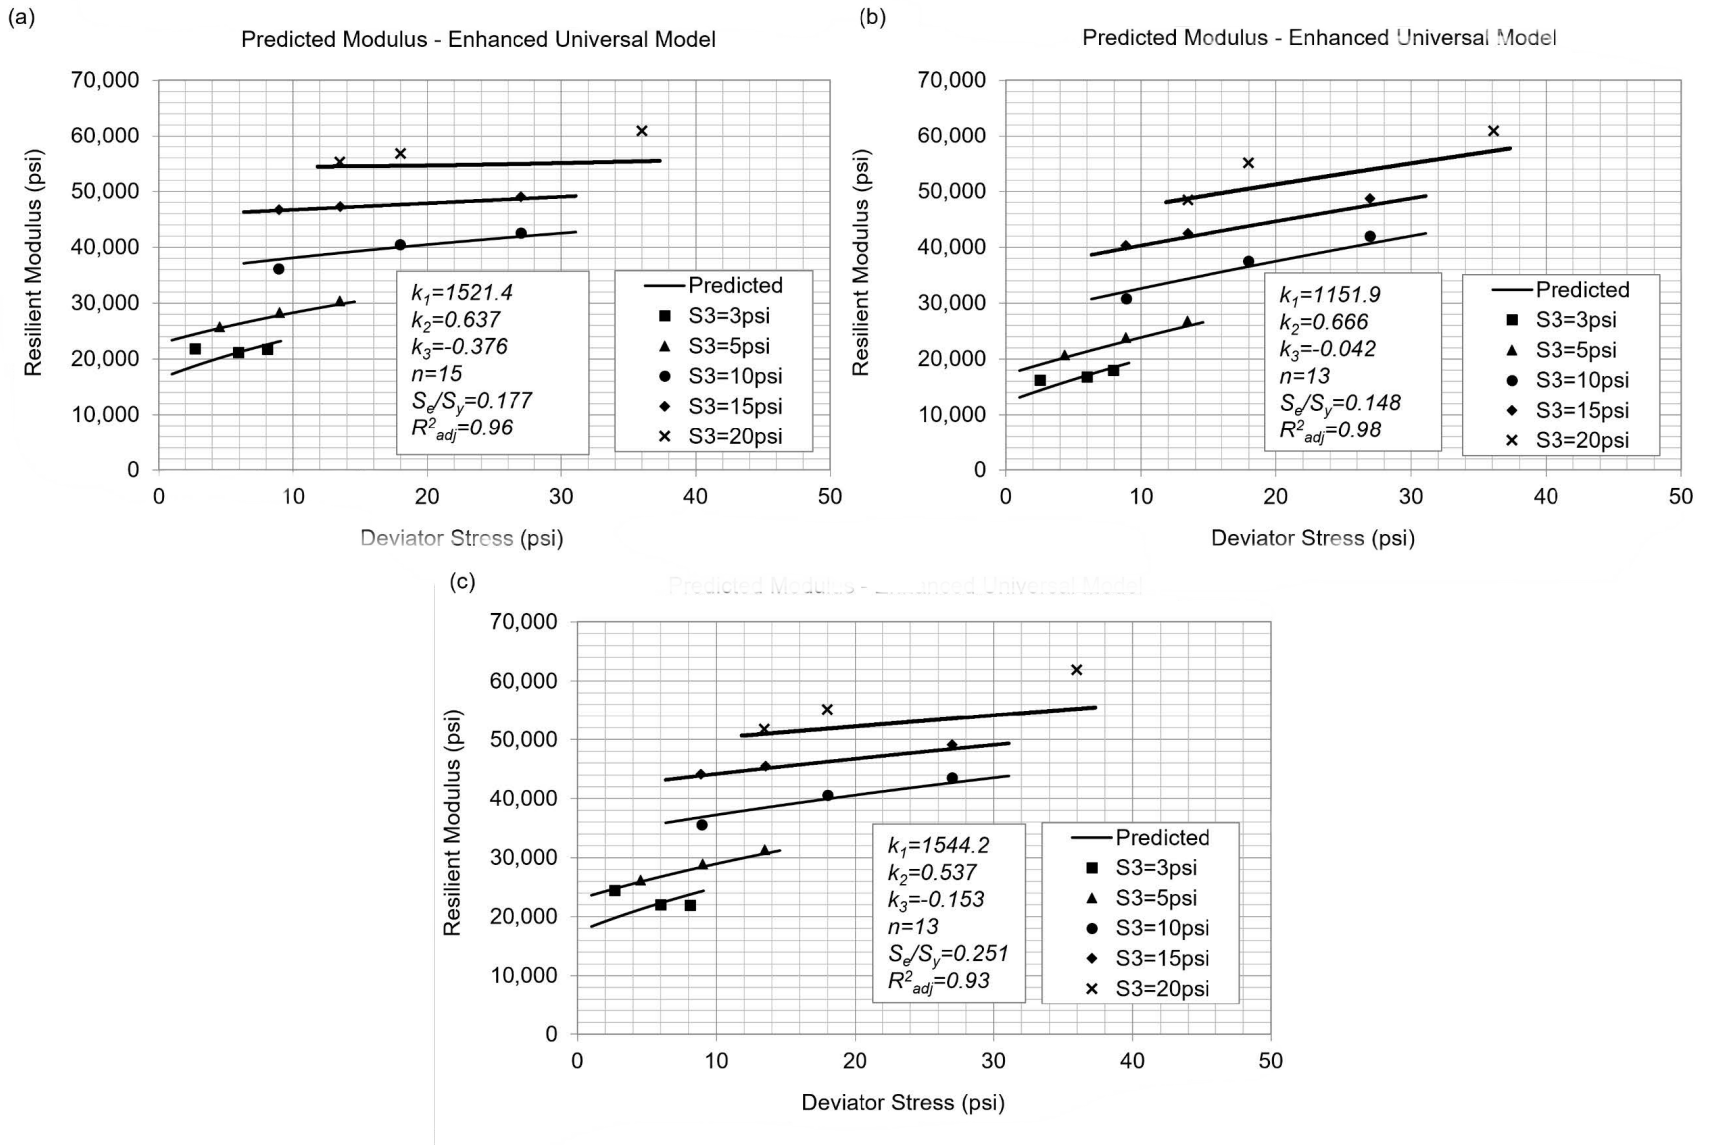 (a)
Predicted Modulus - Enhanced Universal Model
70,000
60,000
50,000
40,000
30,000
20,000
10,000
0
Resilient Modulus (psi)
k1=1521.4
k2=0.637
k3=-0.376
n=15
Se/Sy=0.177
R2adj=0.96
Predicted
S3=3psi
S3=5psi
S3=10psi
S3=15psi
S3=20psi
0 10 20 30 40 50
Deviator Stress (psi)
(b)
Predicted Modulus - Enhanced Universal Model
70,000
60,000
50,000
40,000
30,000
20,000
10,000
0
Resilient Modulus (psi)
k1=1151.9
k2=0.666
k3=-0.042
n=13
Se/Sy=0.148
R2adj=0.98
Predicted
S3=3psi
S3=5psi
S3=10psi
S3=15psi
S3=20psi
0 10 20 30 40 50
Deviator Stress (psi)
(c)
Predicted Modulus - Enhanced Universal Model
70,000
60,000
50,000
40,000
30,000
20,000
10,000
0
Resilient Modulus (psi)
k1=1544.2
k2=0.537
k3=-0.153
n=13
Se/Sy=0.251
R2adj=0.93
Predicted
S3=3psi
S3=5psi
S3=10psi
S3=15psi
S3=20psi
0 10 20 30 40 50
Deviator Stress (psi)